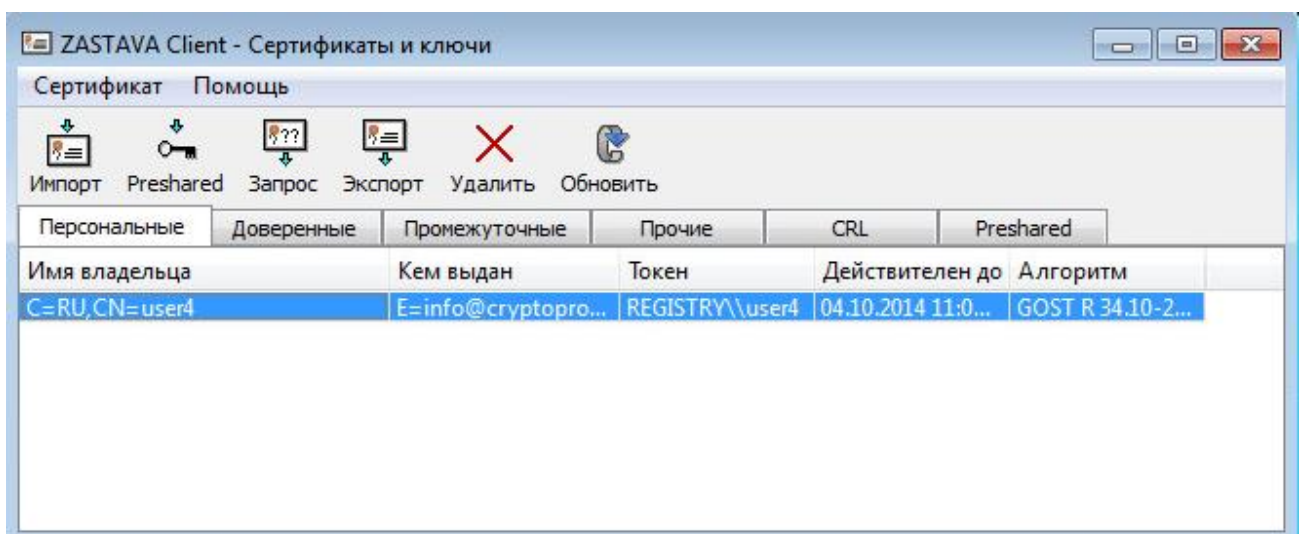 ZASTAVA Client - Сертификаты и ключи
Сертификат Помощь
Импорт Preshared Запрос Экспорт Удалить Обновить
Персональные Доверенные Промежуточные Прочие CRL Preshared
Имя владельца Кем выдан Токен Действителен до Алгоритм
C=RU,CN=user4 E=info@cryptopro... REGISTRY\\user4 04.10.2014 11:0... GOST R 34.10-2...